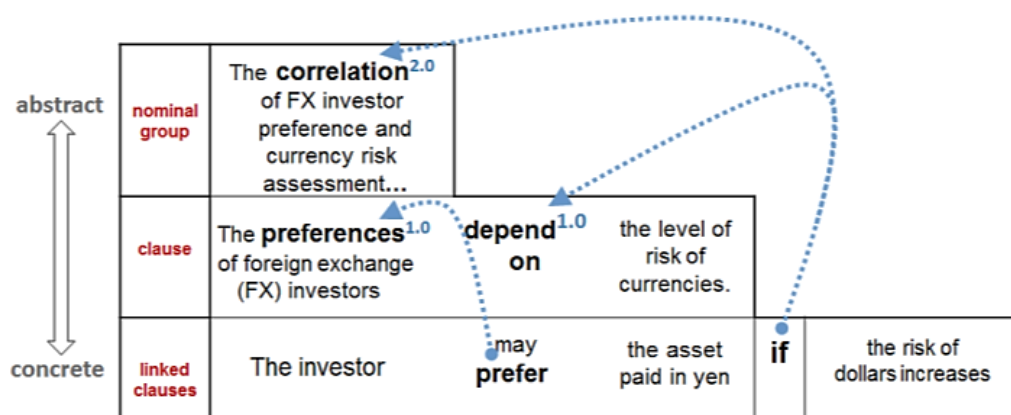 abstract
concrete
nominal
group
The correlation2.0
of FX investor
preference and
currency risk
assessment...
clause
The preferences1.0
of foreign exchange
(FX) investors
depend1.0
on
the level of
risk of
currencies.
linked
clauses
The investor
may
prefer
the asset
paid in yen
if
the risk of
dollars increases